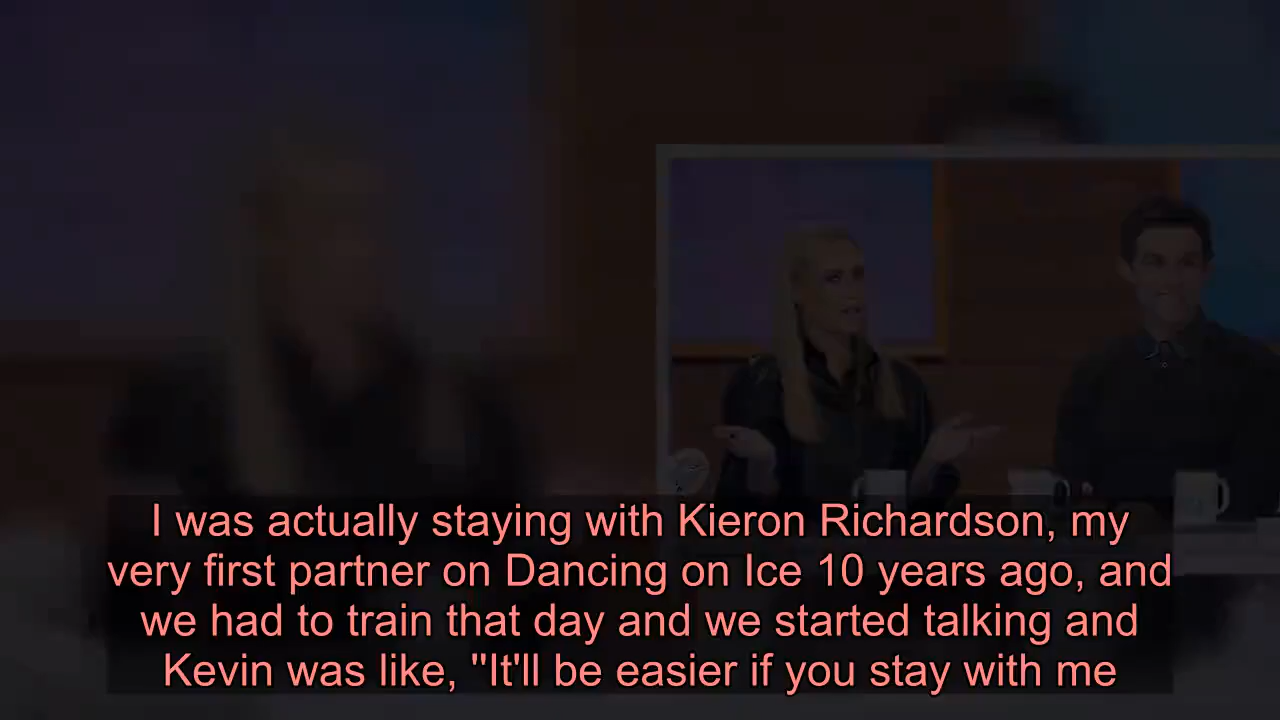 I was actually staying with Kieron Richardson, my
very first partner on Dancing on Ice 10 years ago, and
we had to train that day and we started talking and
Kevin was like, "It'll be easier if you stay with me